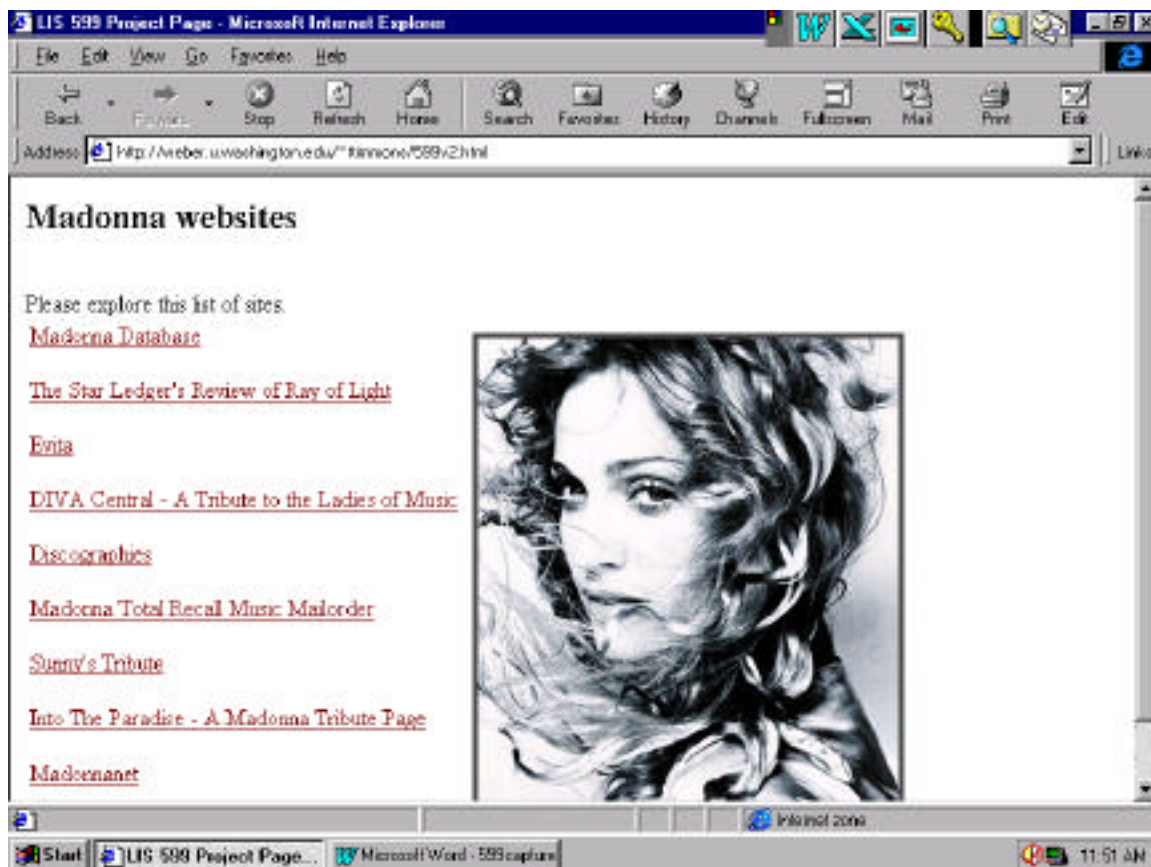 LIS 599 Project Page - Microsoft Internet Explorer
File Edit View Go Favorites Help
Back Forward Stop Refresh Home Search Favorites History Channels Fullscreen Mail Print Edit
Address Links
Madonna websites
Please explore this list of sites.
Madonna Database
The Star Ledger's Review of Ray of Light
Evita
DIVA Central - A Tribute to the Ladies of Music
Discographies
Madonna Total Recall Music Mailorder
Sunny's Tribute
Into The Paradise - A Madonna Tribute Page
Madonnanet
Internet zone
Start LIS 599 Project Page... Microsoft Word - 599capture 11:51 AM